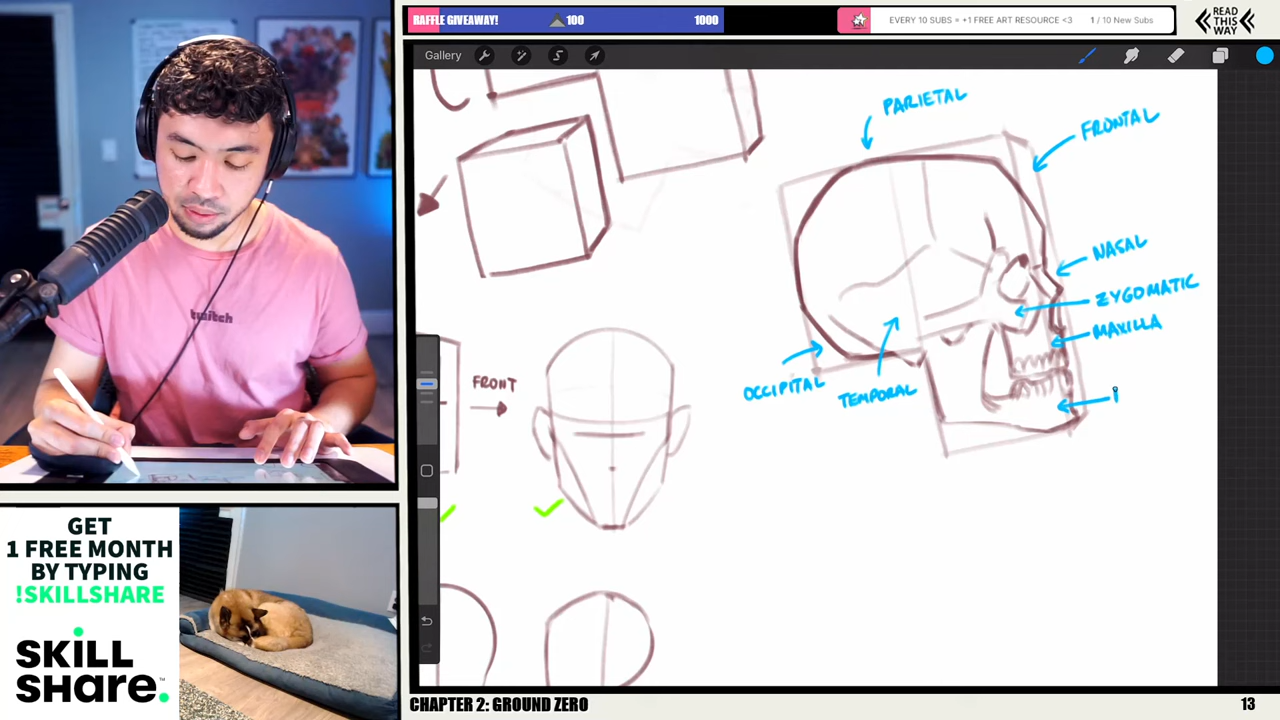 RAFFLE GIVEAWAY! 100 1000
EVERY 10 SUBS = +1 FREE ART RESOURCE <3 1 / 10 New Subs
READ
THIS
WAY
Gallery
PARIETAL
FRONTAL
NASAL
ZYGOMATIC
MAXILLA
OCCIPITAL
TEMPORAL
FRONT
twitch
GET
1 FREE MONTH
BY TYPING
!SKILLSHARE
SKILL
SHare.
CHAPTER 2: GROUND ZERO
13